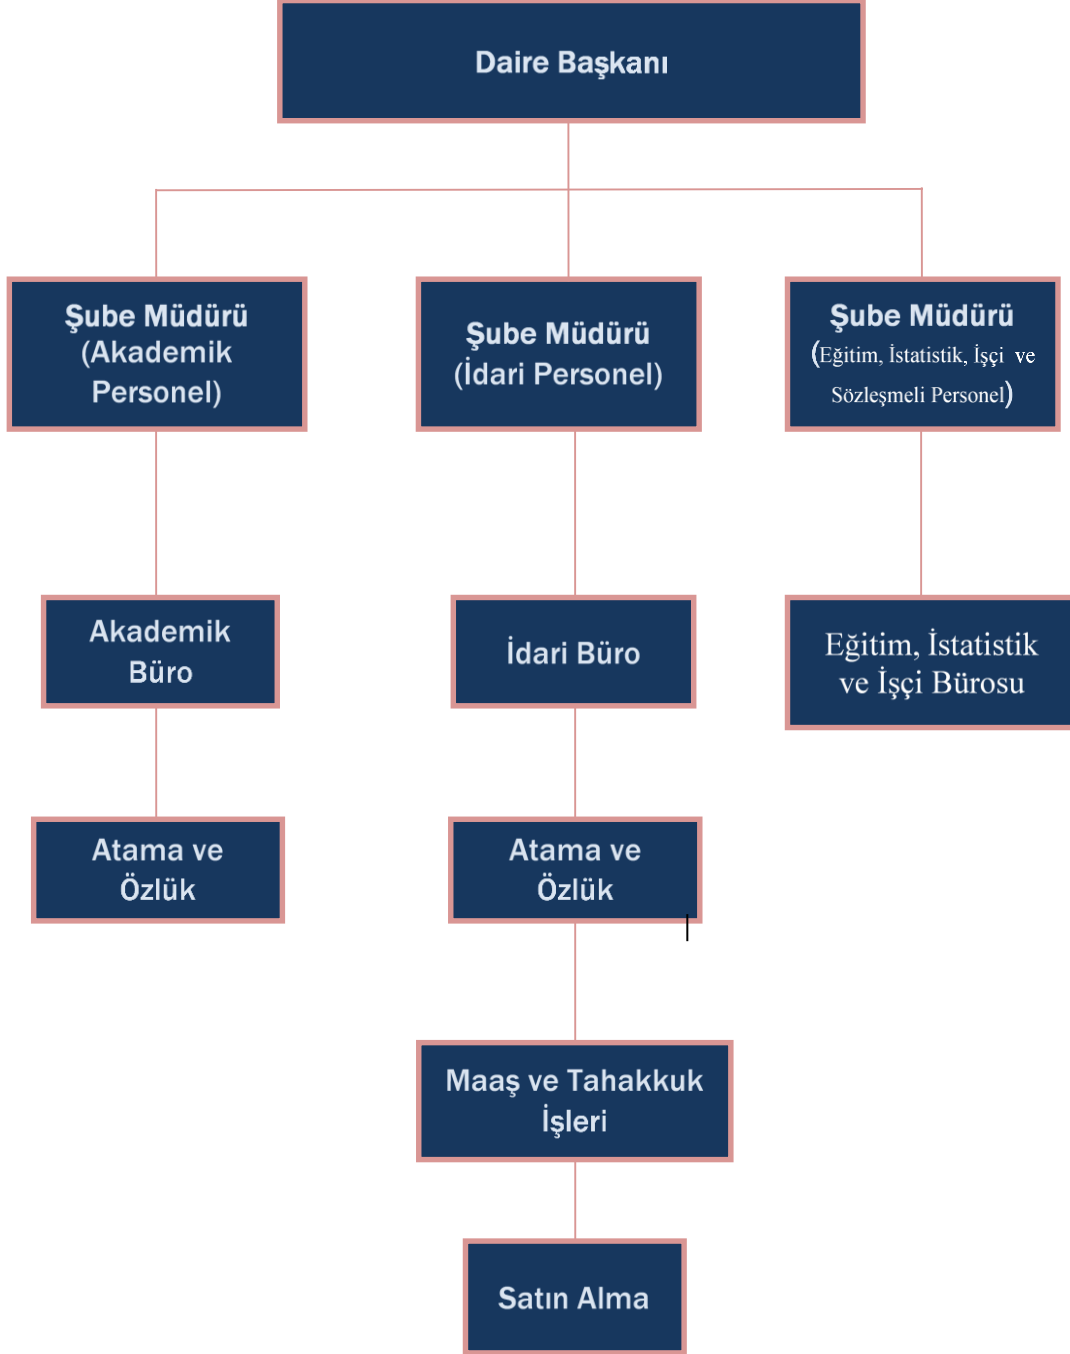 Daire Başkanı
Şube Müdürü
(Akademik
Personel)
Şube Müdürü
(İdari Personel)
Şube Müdürü
(Eğitim, İstatistik, İşçi ve
Sözleşmeli Personel)
Akademik
Büro
İdari Büro
Eğitim, İstatistik
ve İşçi Bürosu
Atama ve
Özlük
Atama ve
Özlük
Maaş ve Tahakkuk
İşleri
Satın Alma